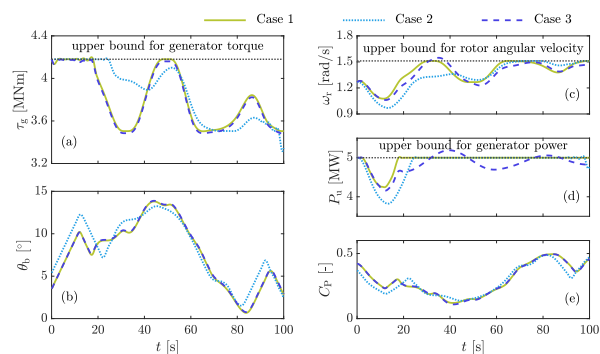 Case 1 Case 2 Case 3
4.4
4
3.6
3.2
τg [MNm]
upper bound for generator torque
(a)
15
10
5
0
θb [°]
(b)
0 20 40 60 80 100
t [s]
1.8
1.5
1.2
0.9
ωr [rad/s]
upper bound for rotor angular velocity
(c)
5
4
Pu [MW]
upper bound for generator power
(d)
0.5
0
CP [-]
(e)
0 20 40 60 80 100
t [s]